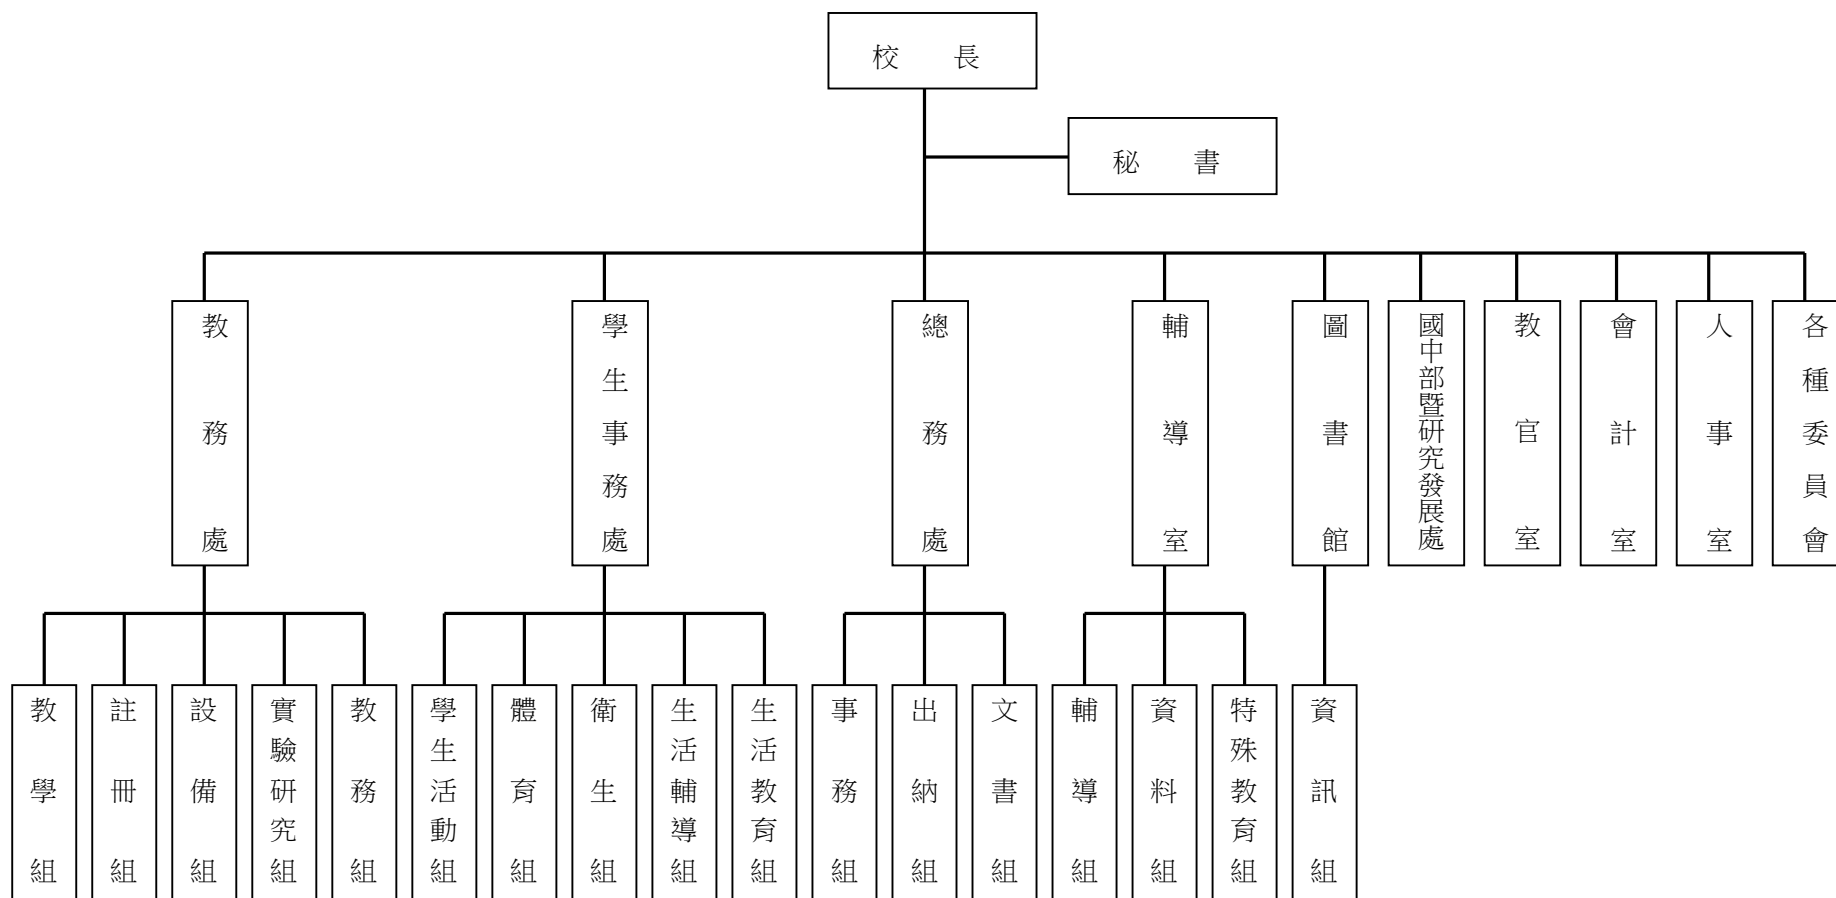 校長
秘書
教務處
學生事務處
總務處
輔導室
圖書館
國中部暨研究發展處
教官室
會計室
人事室
各種委員會
教學組
註冊組
設備組
實驗研究組
教務組
學生活動組
體育組
衛生組
生活輔導組
生活教育組
事務組
出納組
文書組
輔導組
資料組
特殊教育組
資訊組